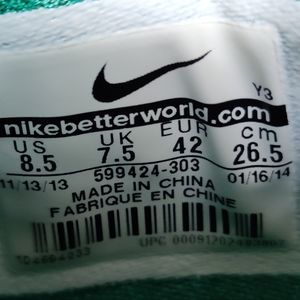 Y3
nikebetterworld.com
US UK EUR cm
8.5 7.5 42 26.5
11/13/13 599424-303 01/16/14
MADE IN CHINA
FABRIQUE EN CHINE
UPC